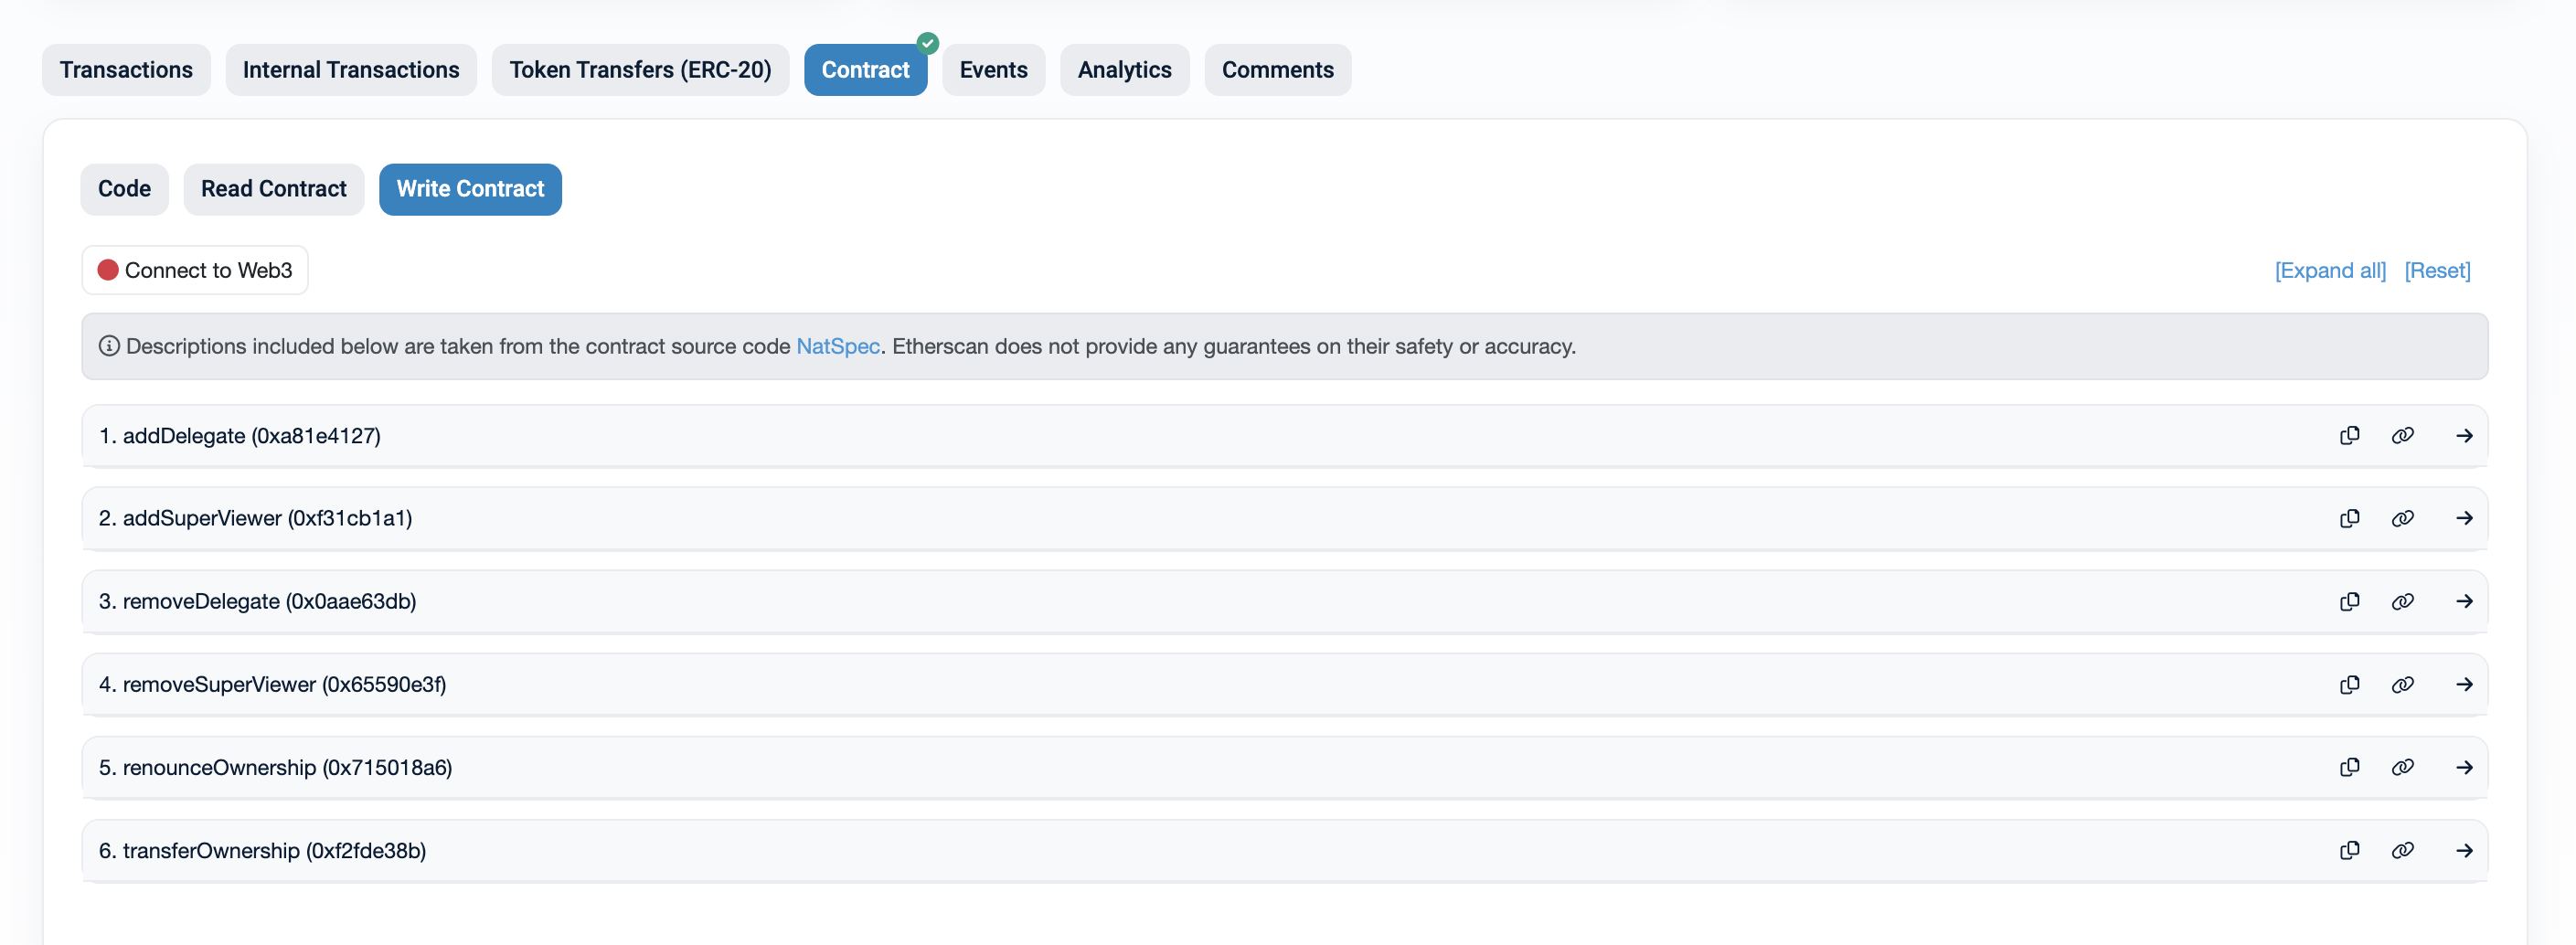 Transactions Internal Transactions Token Transfers (ERC-20) Contract Events Analytics Comments
Code Read Contract Write Contract
Connect to Web3 [Expand all] [Reset]
Descriptions included below are taken from the contract source code NatSpec. Etherscan does not provide any guarantees on their safety or accuracy.
1. addDelegate (0xa81e4127)
2. addSuperViewer (0xf31cb1a1)
3. removeDelegate (0x0aae63db)
4. removeSuperViewer (0x65590e3f)
5. renounceOwnership (0x715018a6)
6. transferOwnership (0xf2fde38b)